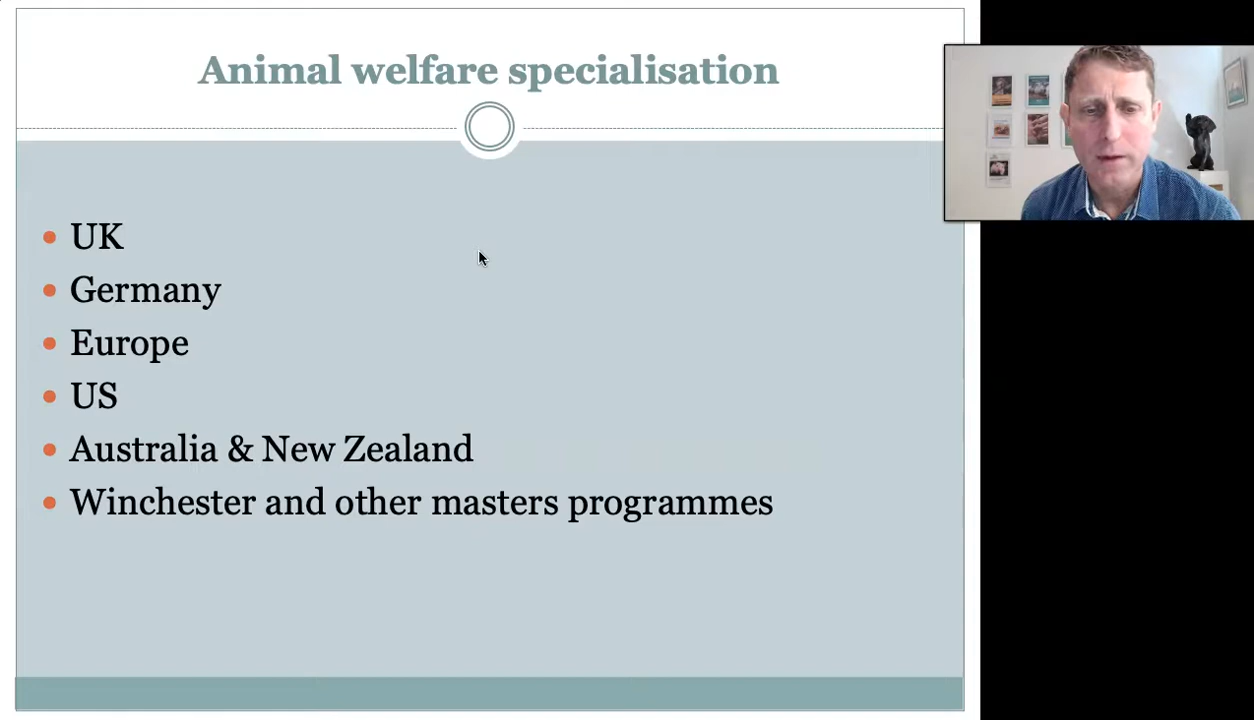 Animal welfare specialisation
UK
Germany
Europe
US
Australia & New Zealand
Winchester and other masters programmes